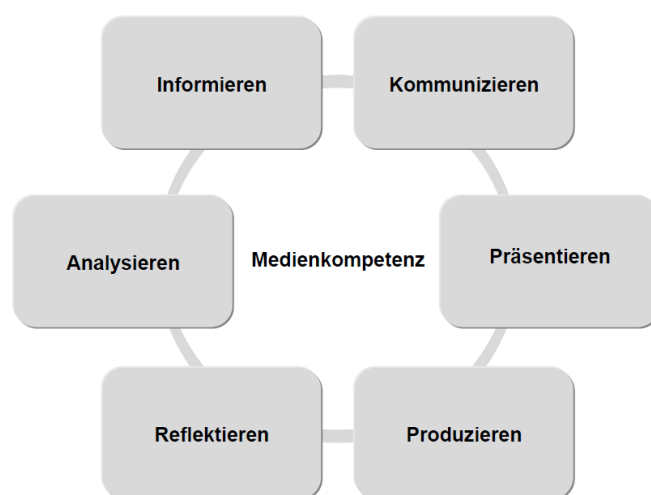 Informieren
Kommunizieren
Analysieren
Medienkompetenz
Präsentieren
Reflektieren
Produzieren